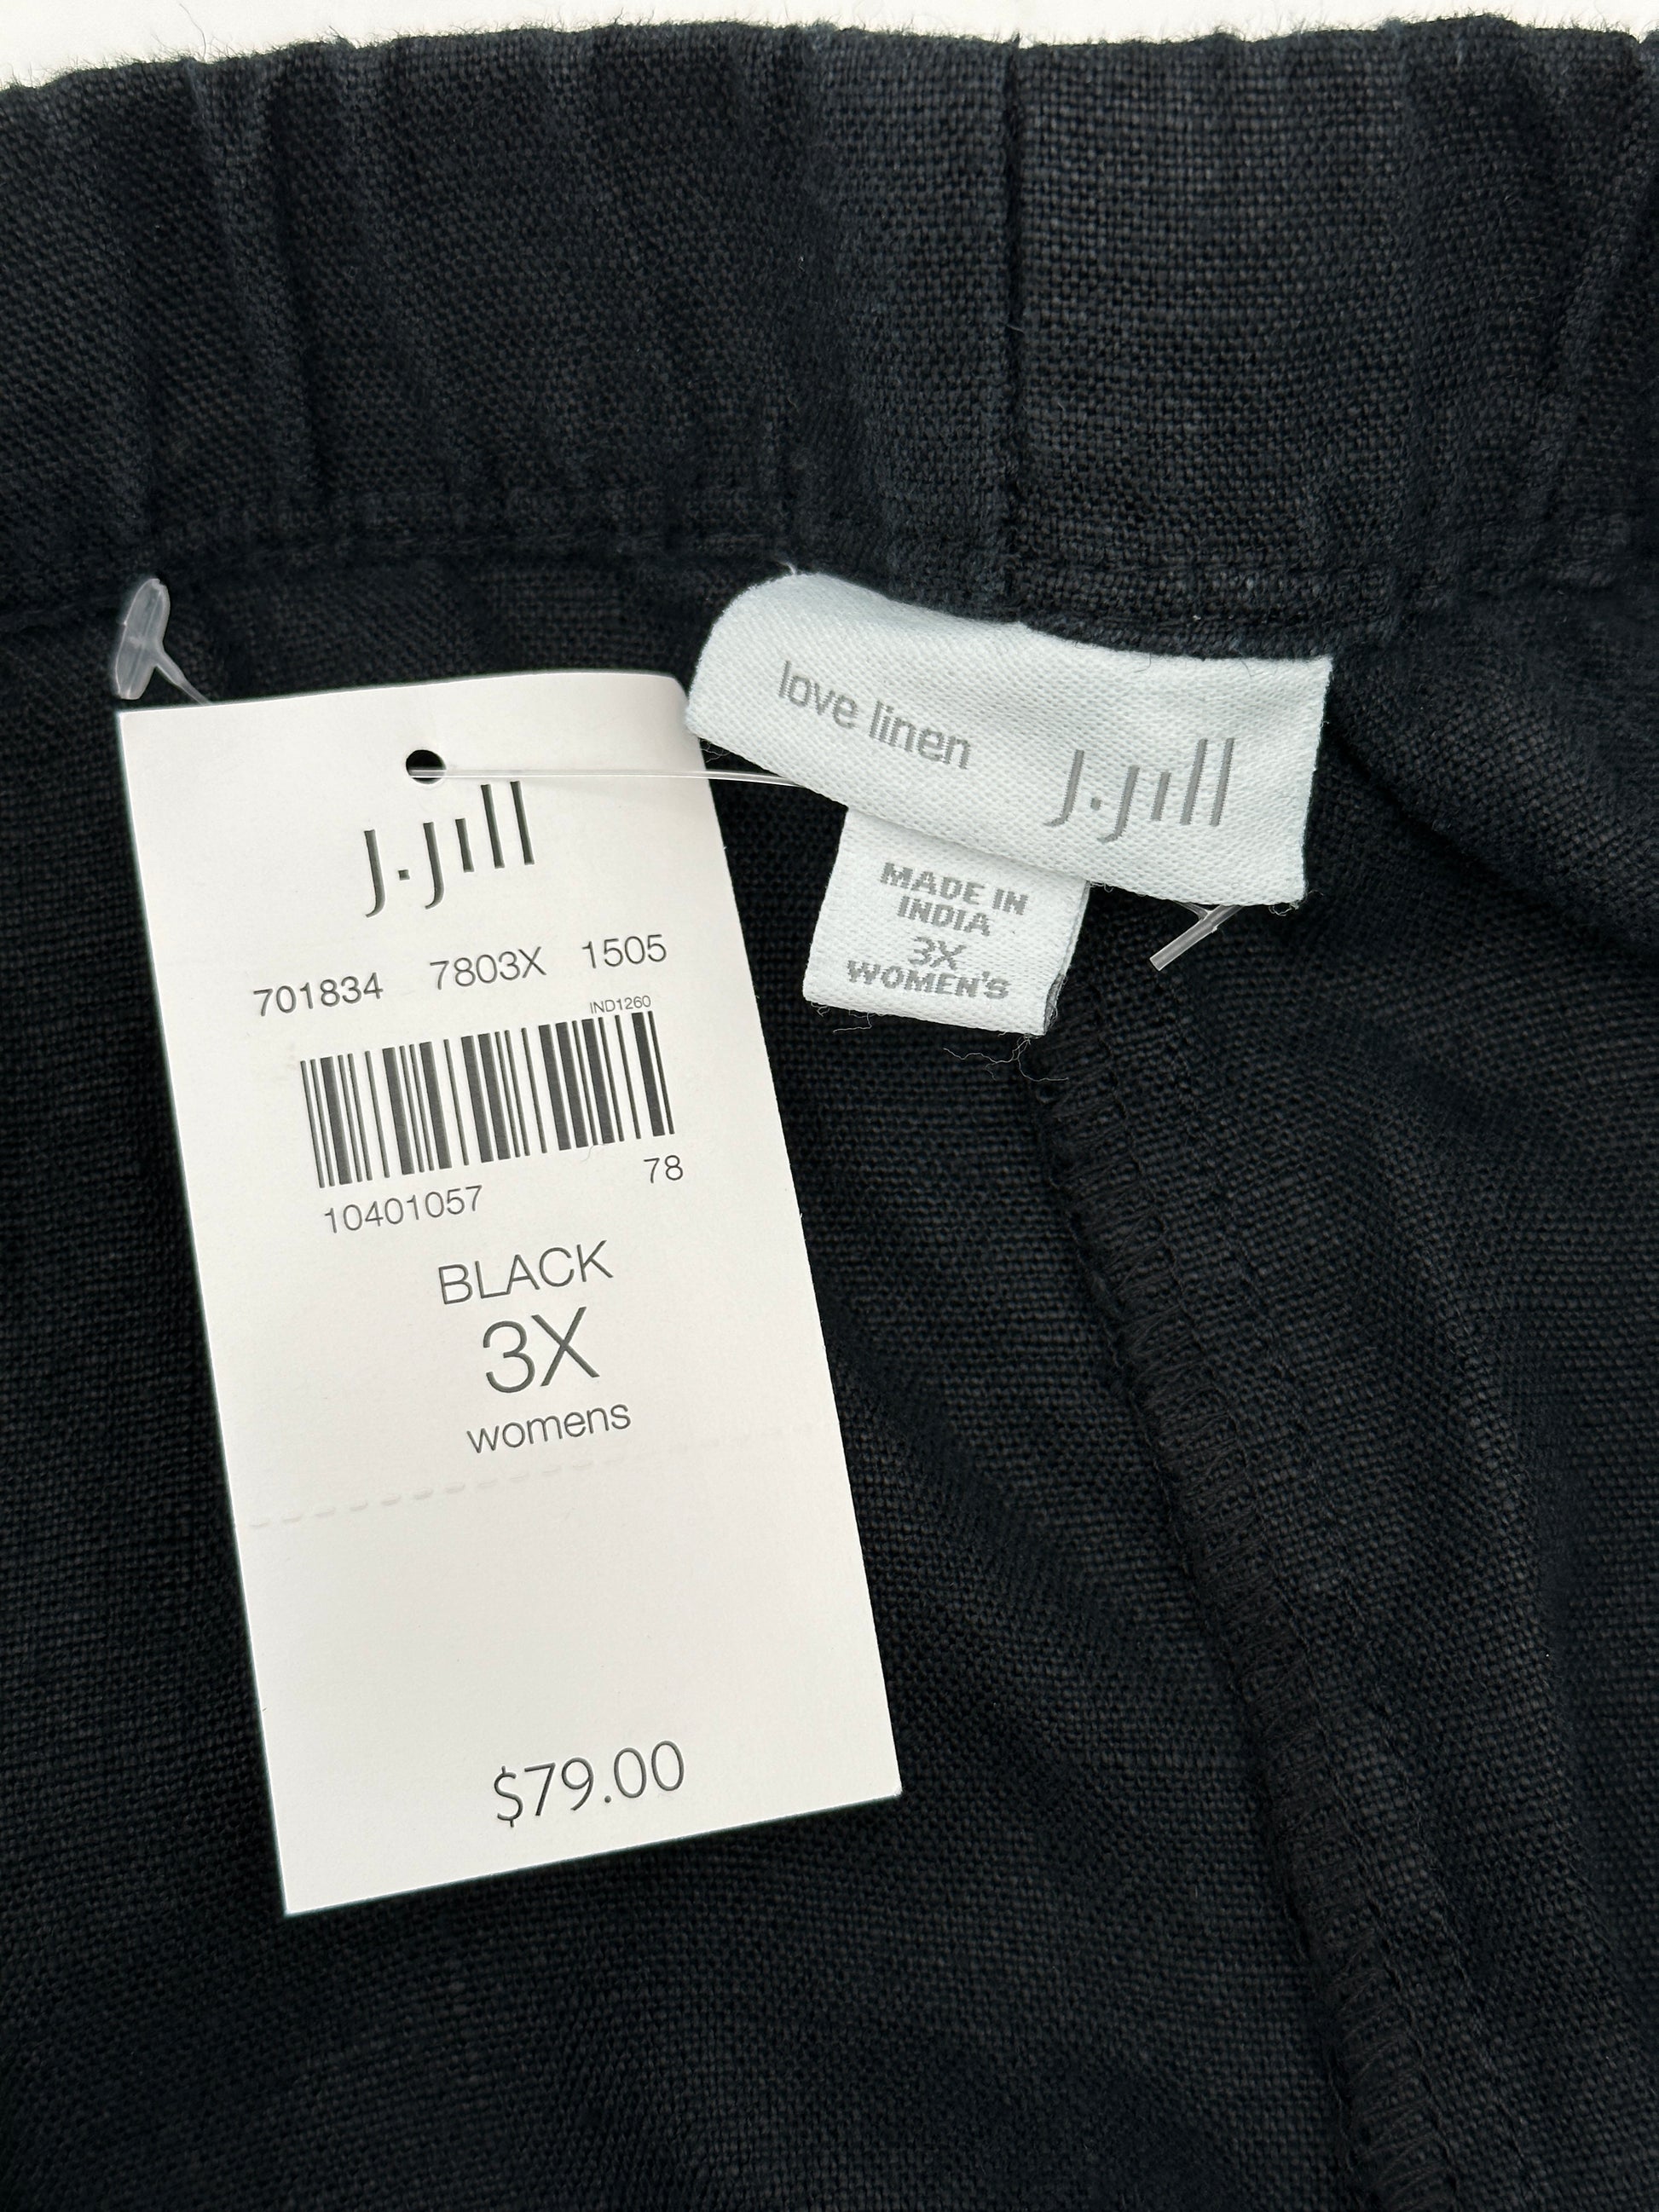 love linen J.Jill
MADE IN
INDIA
3X
WOMEN'S
J.Jill
701834 7803X 1505
IND1260
10401057 78
BLACK
3X
womens
$79.00